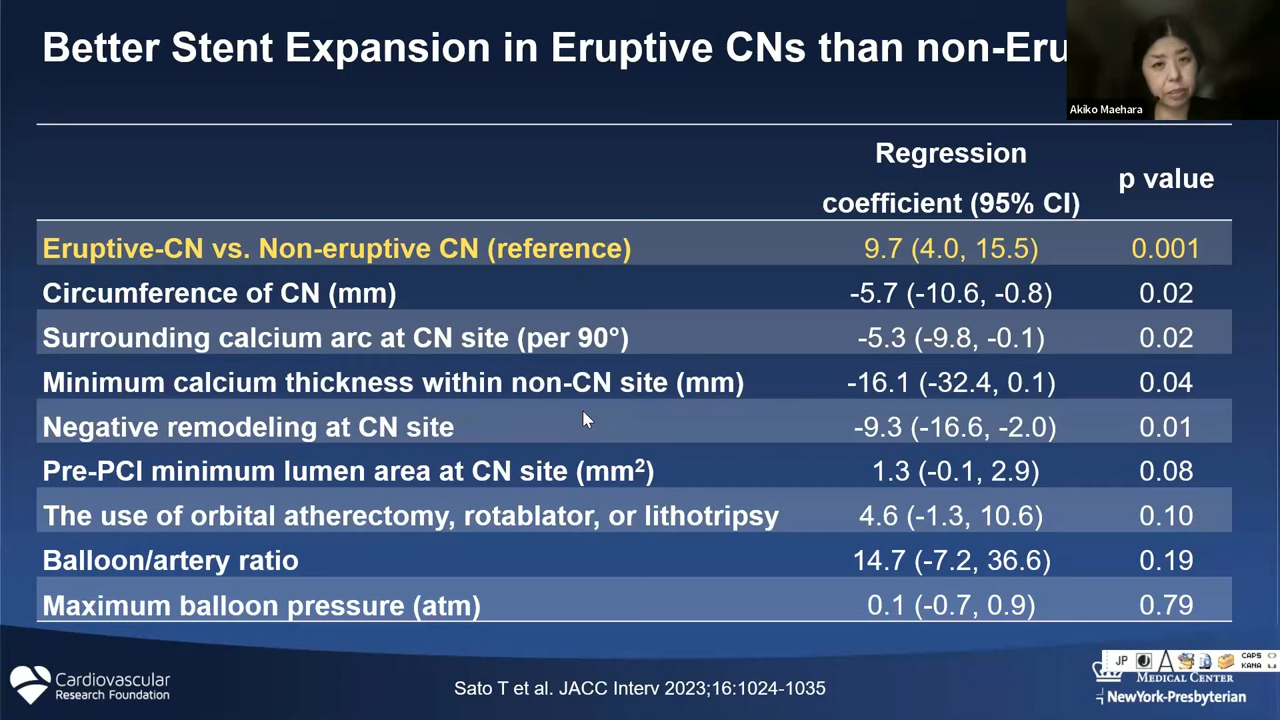 Better Stent Expansion in Eruptive CNs than non-Eru
Akiko Maehara
Regression
coefficient (95% CI)
p value
Eruptive-CN vs. Non-eruptive CN (reference) 9.7 (4.0, 15.5) 0.001
Circumference of CN (mm) -5.7 (-10.6, -0.8) 0.02
Surrounding calcium arc at CN site (per 90°) -5.3 (-9.8, -0.1) 0.02
Minimum calcium thickness within non-CN site (mm) -16.1 (-32.4, 0.1) 0.04
Negative remodeling at CN site -9.3 (-16.6, -2.0) 0.01
Pre-PCI minimum lumen area at CN site (mm²) 1.3 (-0.1, 2.9) 0.08
The use of orbital atherectomy, rotablator, or lithotripsy 4.6 (-1.3, 10.6) 0.10
Balloon/artery ratio 14.7 (-7.2, 36.6) 0.19
Maximum balloon pressure (atm) 0.1 (-0.7, 0.9) 0.79
JP A CAPS
KANA
Cardiovascular
Research Foundation
Sato T et al. JACC Interv 2023;16:1024-1035
MEDICAL CENTER
NewYork-Presbyterian